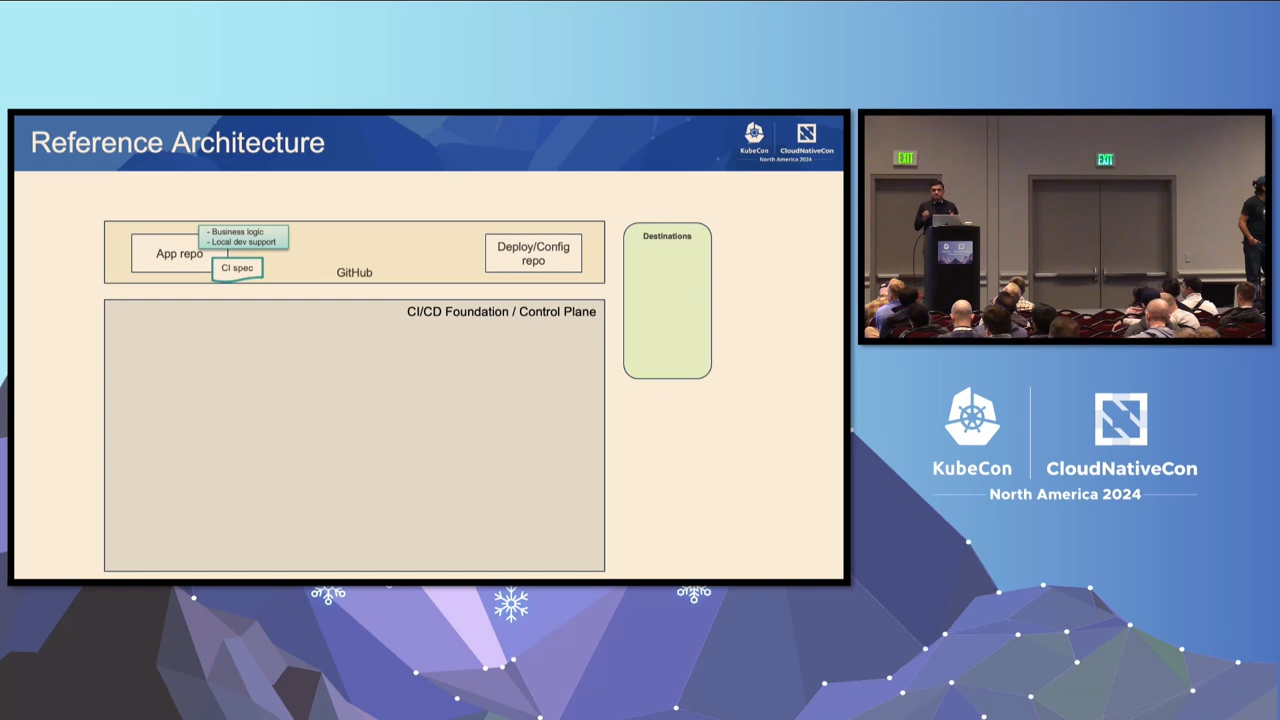 Reference Architecture
KubeCon
CloudNativeCon
North America 2024
- Business logic
- Local dev support
App repo
CI spec
GitHub
Deploy/Config
repo
Destinations
CI/CD Foundation / Control Plane
EXIT
EXIT
KubeCon
CloudNativeCon
North America 2024